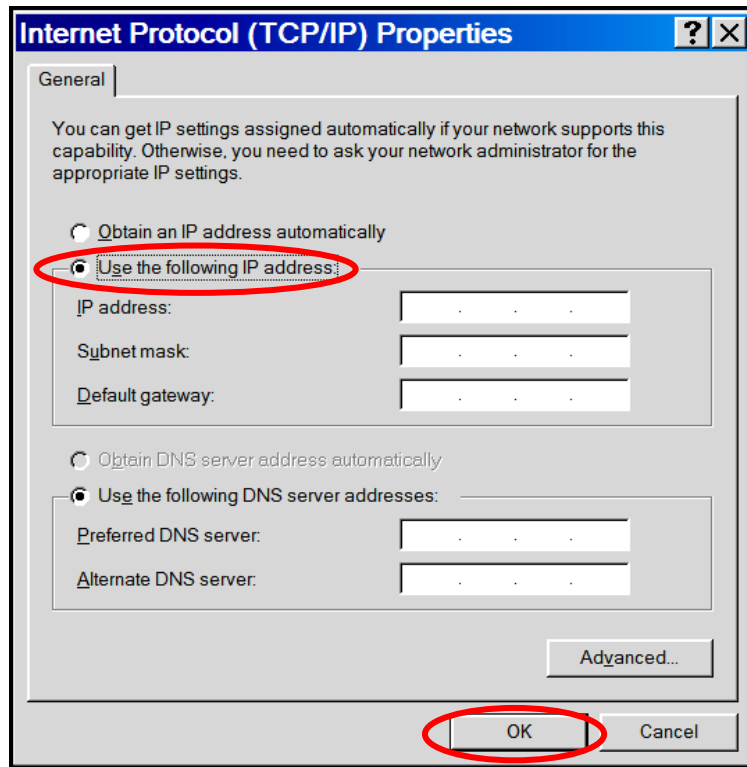 Internet Protocol (TCP/IP) Properties
General
You can get IP settings assigned automatically if your network supports this
capability. Otherwise, you need to ask your network administrator for the
appropriate IP settings.
Obtain an IP address automatically
Use the following IP address:
IP address:
Subnet mask:
Default gateway:
Obtain DNS server address automatically
Use the following DNS server addresses:
Preferred DNS server:
Alternate DNS server:
Advanced...
OK
Cancel